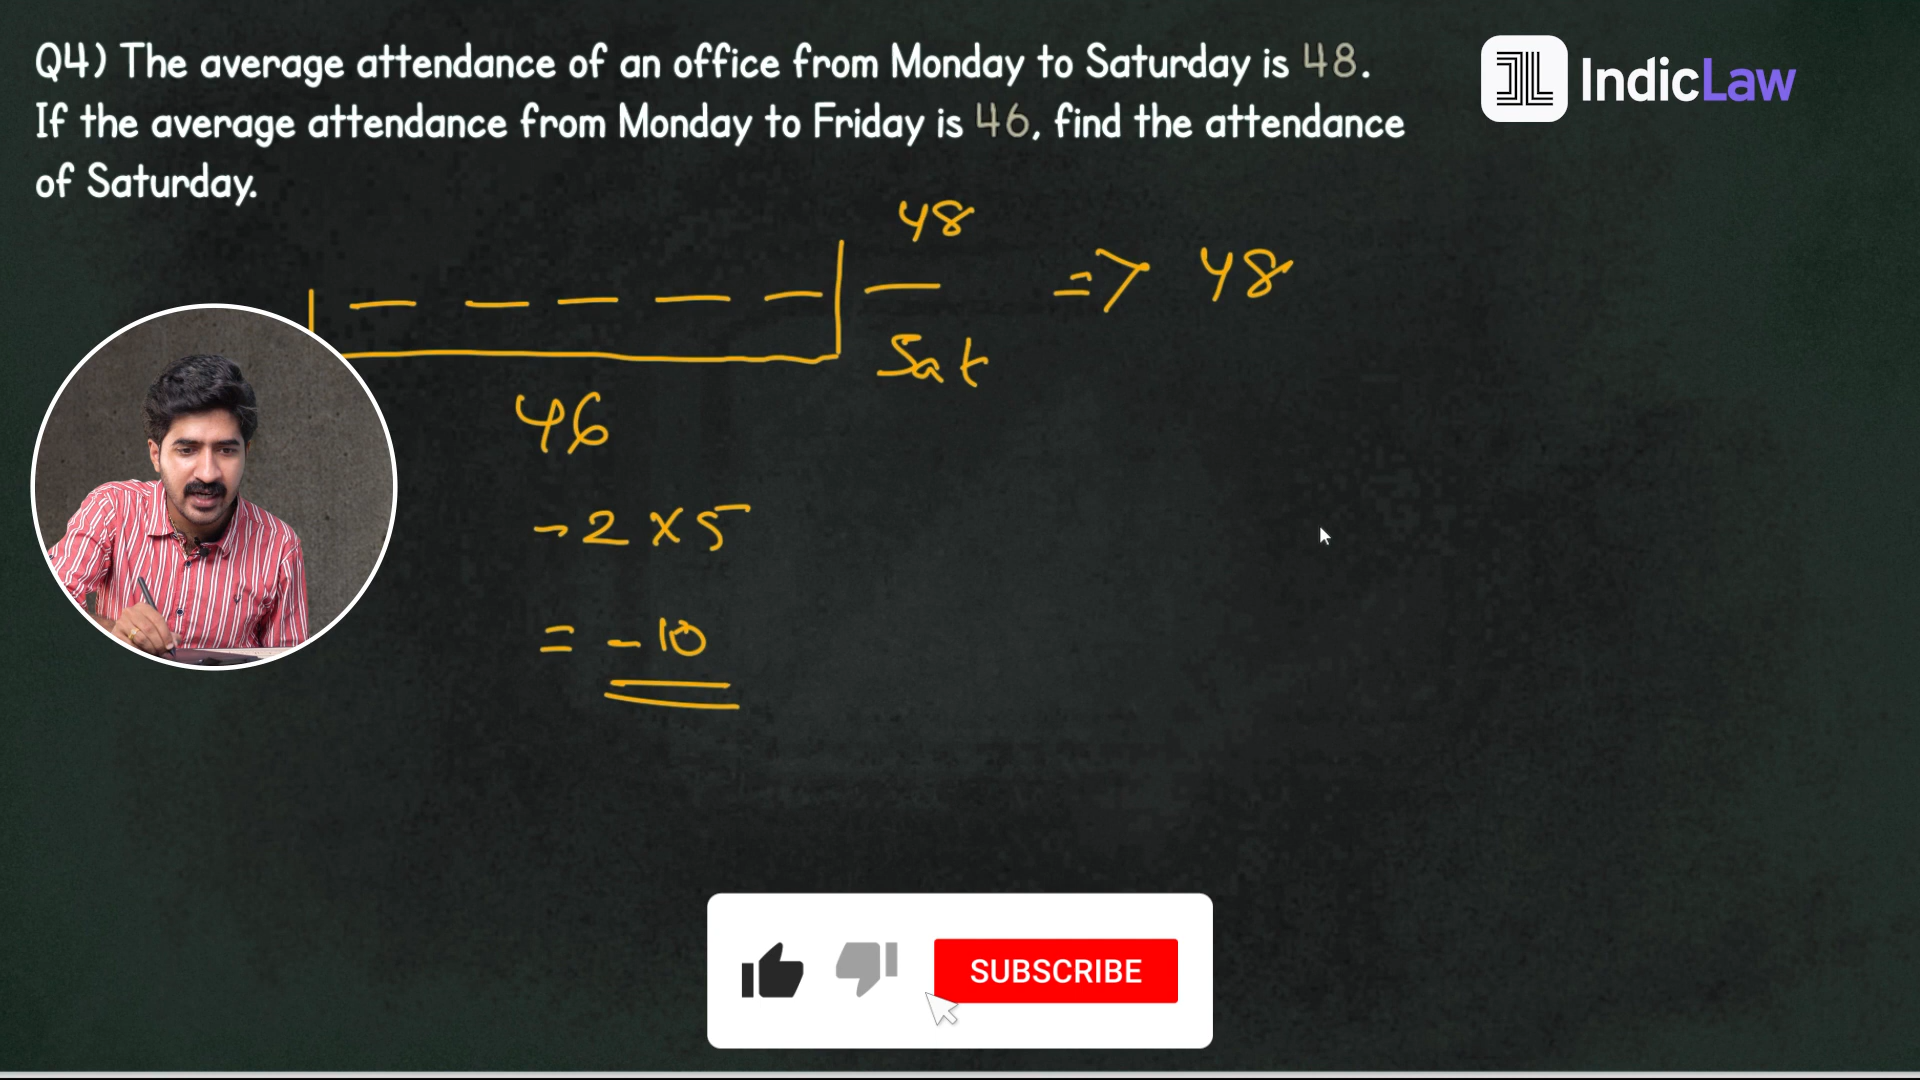 Q4) The average attendance of an office from Monday to Saturday is 48.
If the average attendance from Monday to Friday is 46, find the attendance
of Saturday.
IndicLaw
48
=> 48
Sat
46
-2 x 5
= -10
SUBSCRIBE